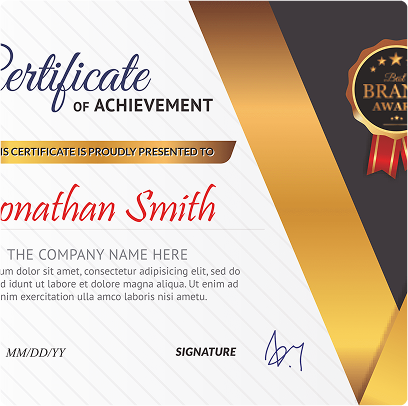 Certificate
OF ACHIEVEMENT
IS CERTIFICATE IS PROUDLY PRESENTED TO
onathan Smith
THE COMPANY NAME HERE
um dolor sit amet, consectetur adipisicing elit, sed do
d idunt ut labore et dolore magna aliqua. Ut enim ad
nim exercitation ulla amco laboris nisi ametu.
MM/DD/YY
SIGNATURE
Best
BRAN
AWAR